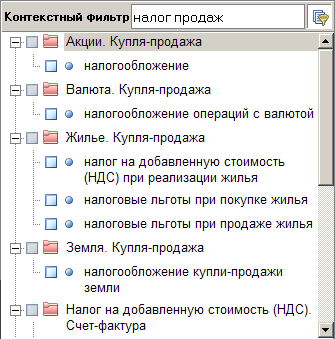 Контекстный фильтр налог продаж
Акции. Купля-продажа
налогообложение
Валюта. Купля-продажа
налогообложение операций с валютой
Жилье. Купля-продажа
налог на добавленную стоимость
(НДС) при реализации жилья
налоговые льготы при покупке жилья
налоговые льготы при продаже жилья
Земля. Купля-продажа
налогообложение купли-продажи
земли
Налог на добавленную стоимость (НДС).
Счет-фактура